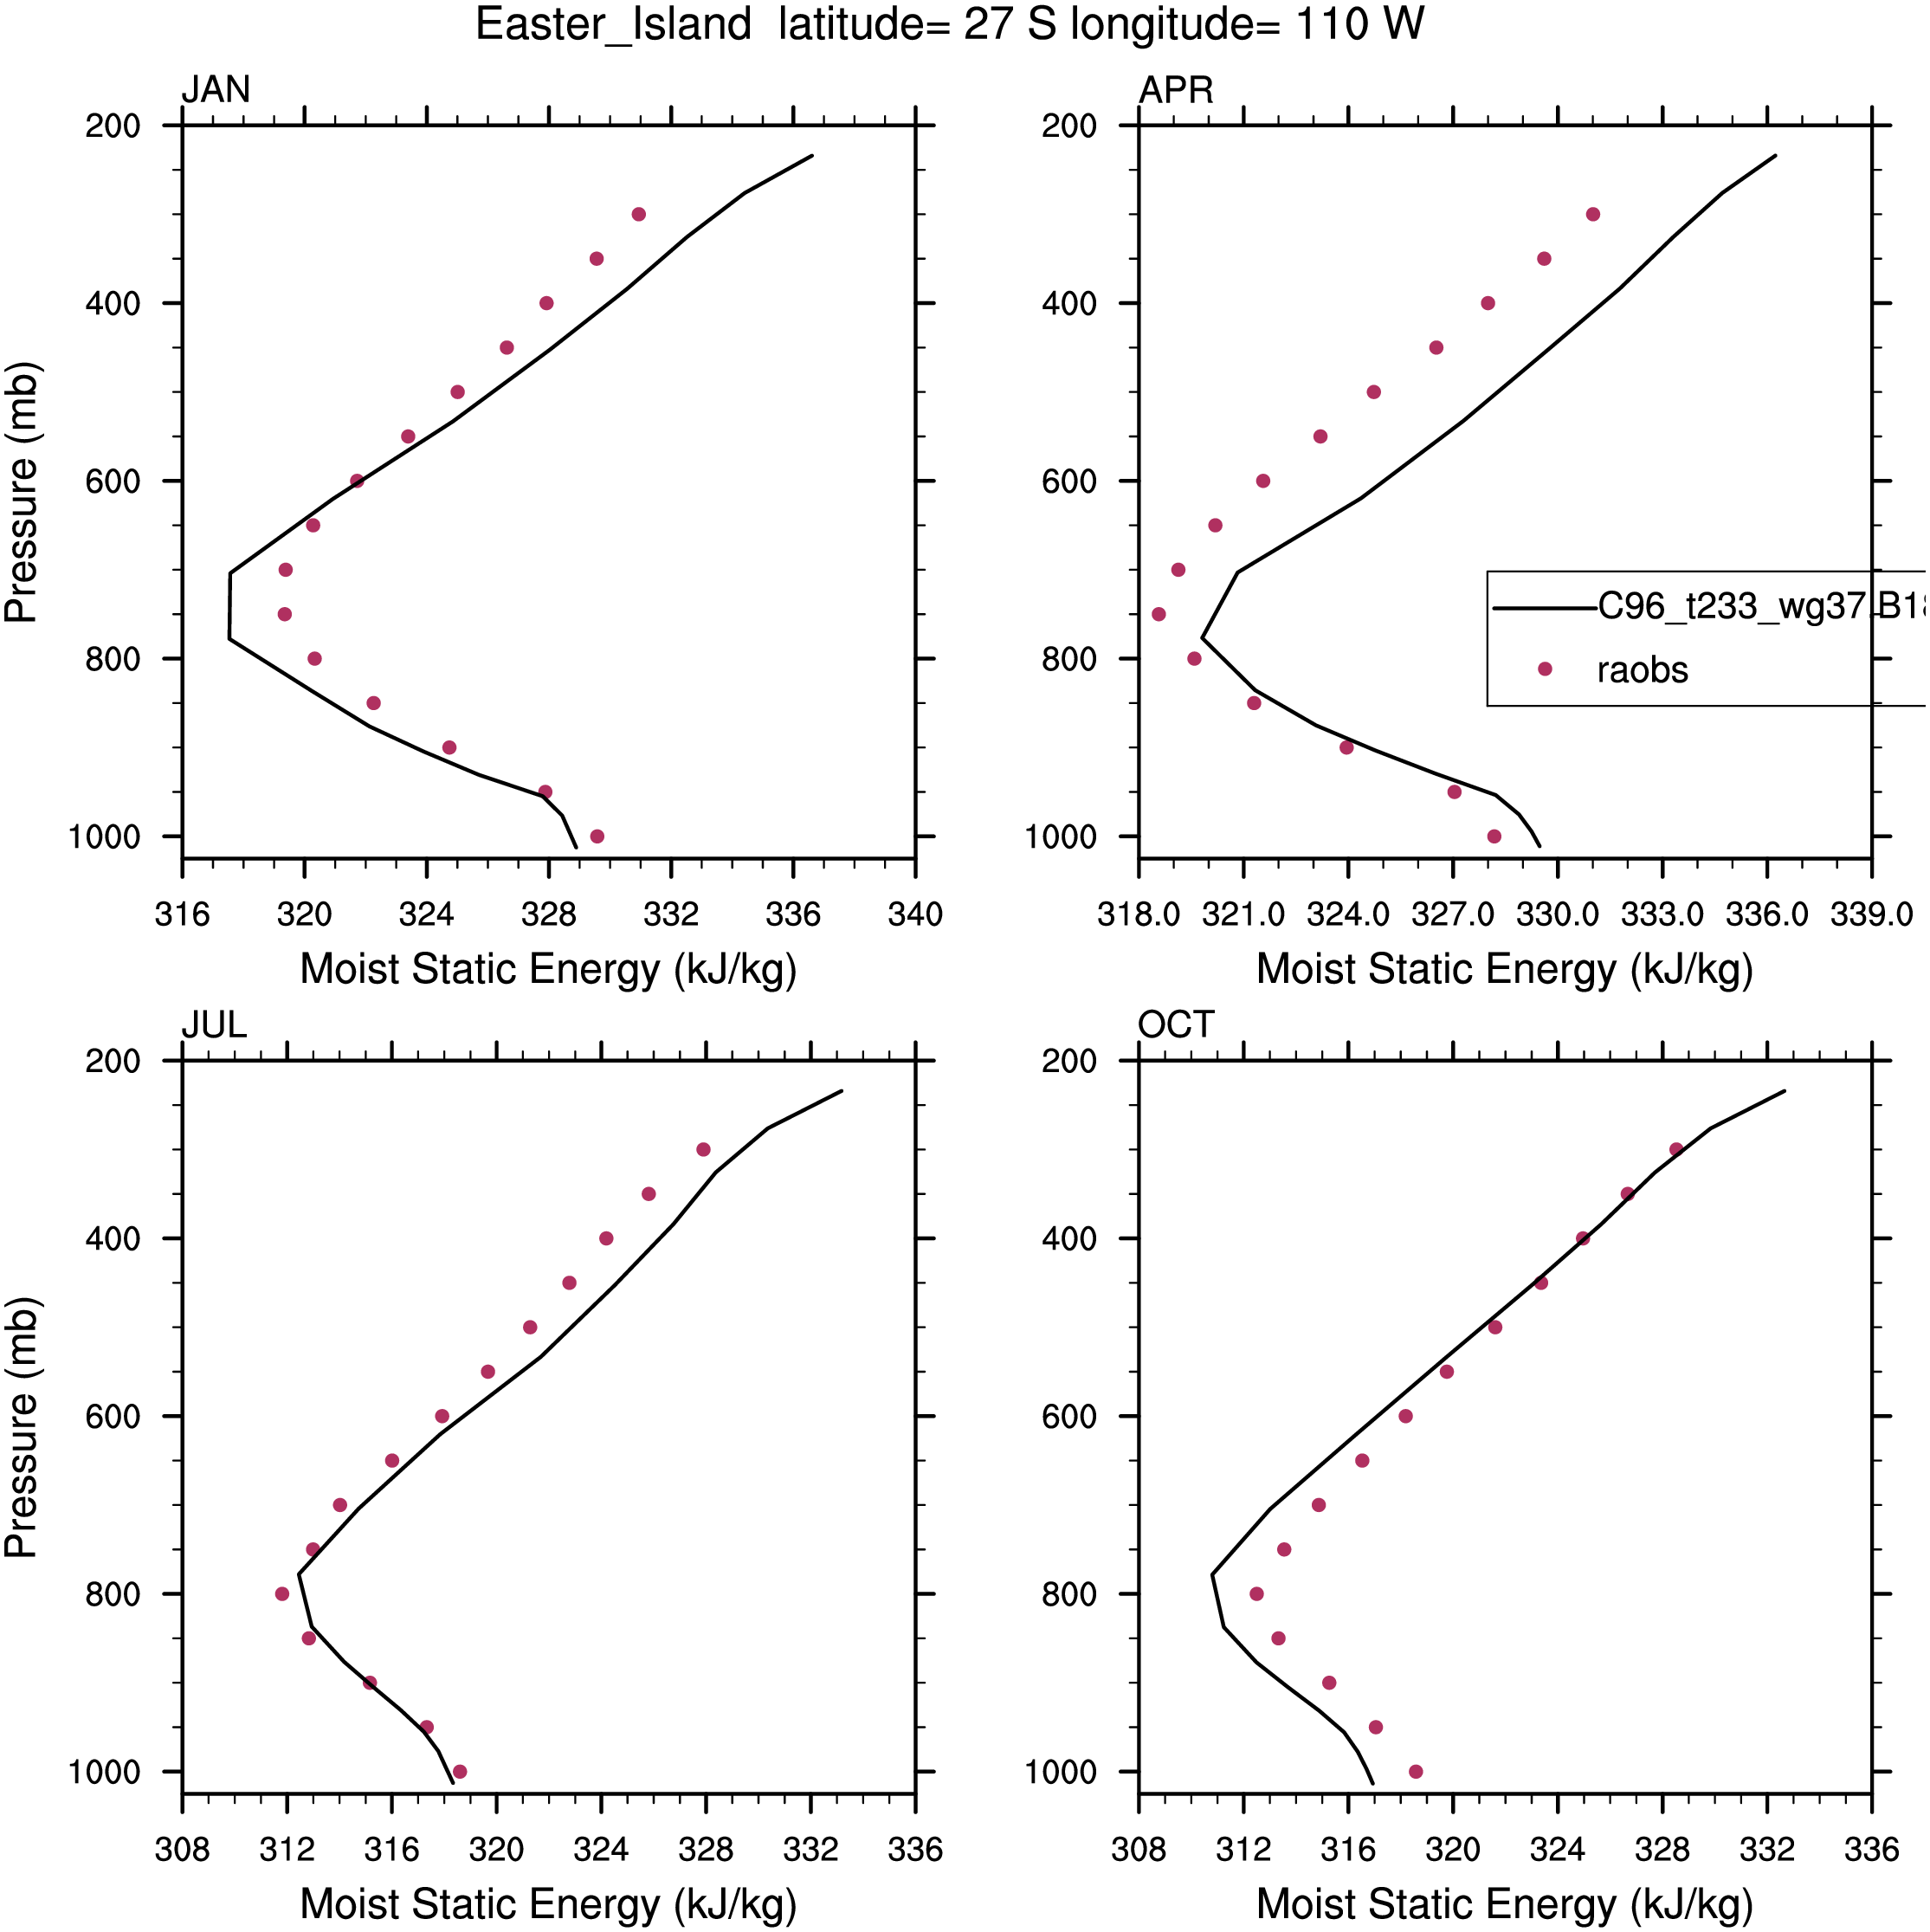 Easter_Island latitude= 27 S longitude= 110 W
JAN
200
400
600
800
1000
Pressure (mb)
316 320 324 328 332 336 340
Moist Static Energy (kJ/kg)
APR
200
400
600
800
1000
318.0 321.0 324.0 327.0 330.0 333.0 336.0 339.0
Moist Static Energy (kJ/kg)
C96_t233_wg37.B18
raobs
JUL
200
400
600
800
1000
Pressure (mb)
308 312 316 320 324 328 332 336
Moist Static Energy (kJ/kg)
OCT
200
400
600
800
1000
308 312 316 320 324 328 332 336
Moist Static Energy (kJ/kg)